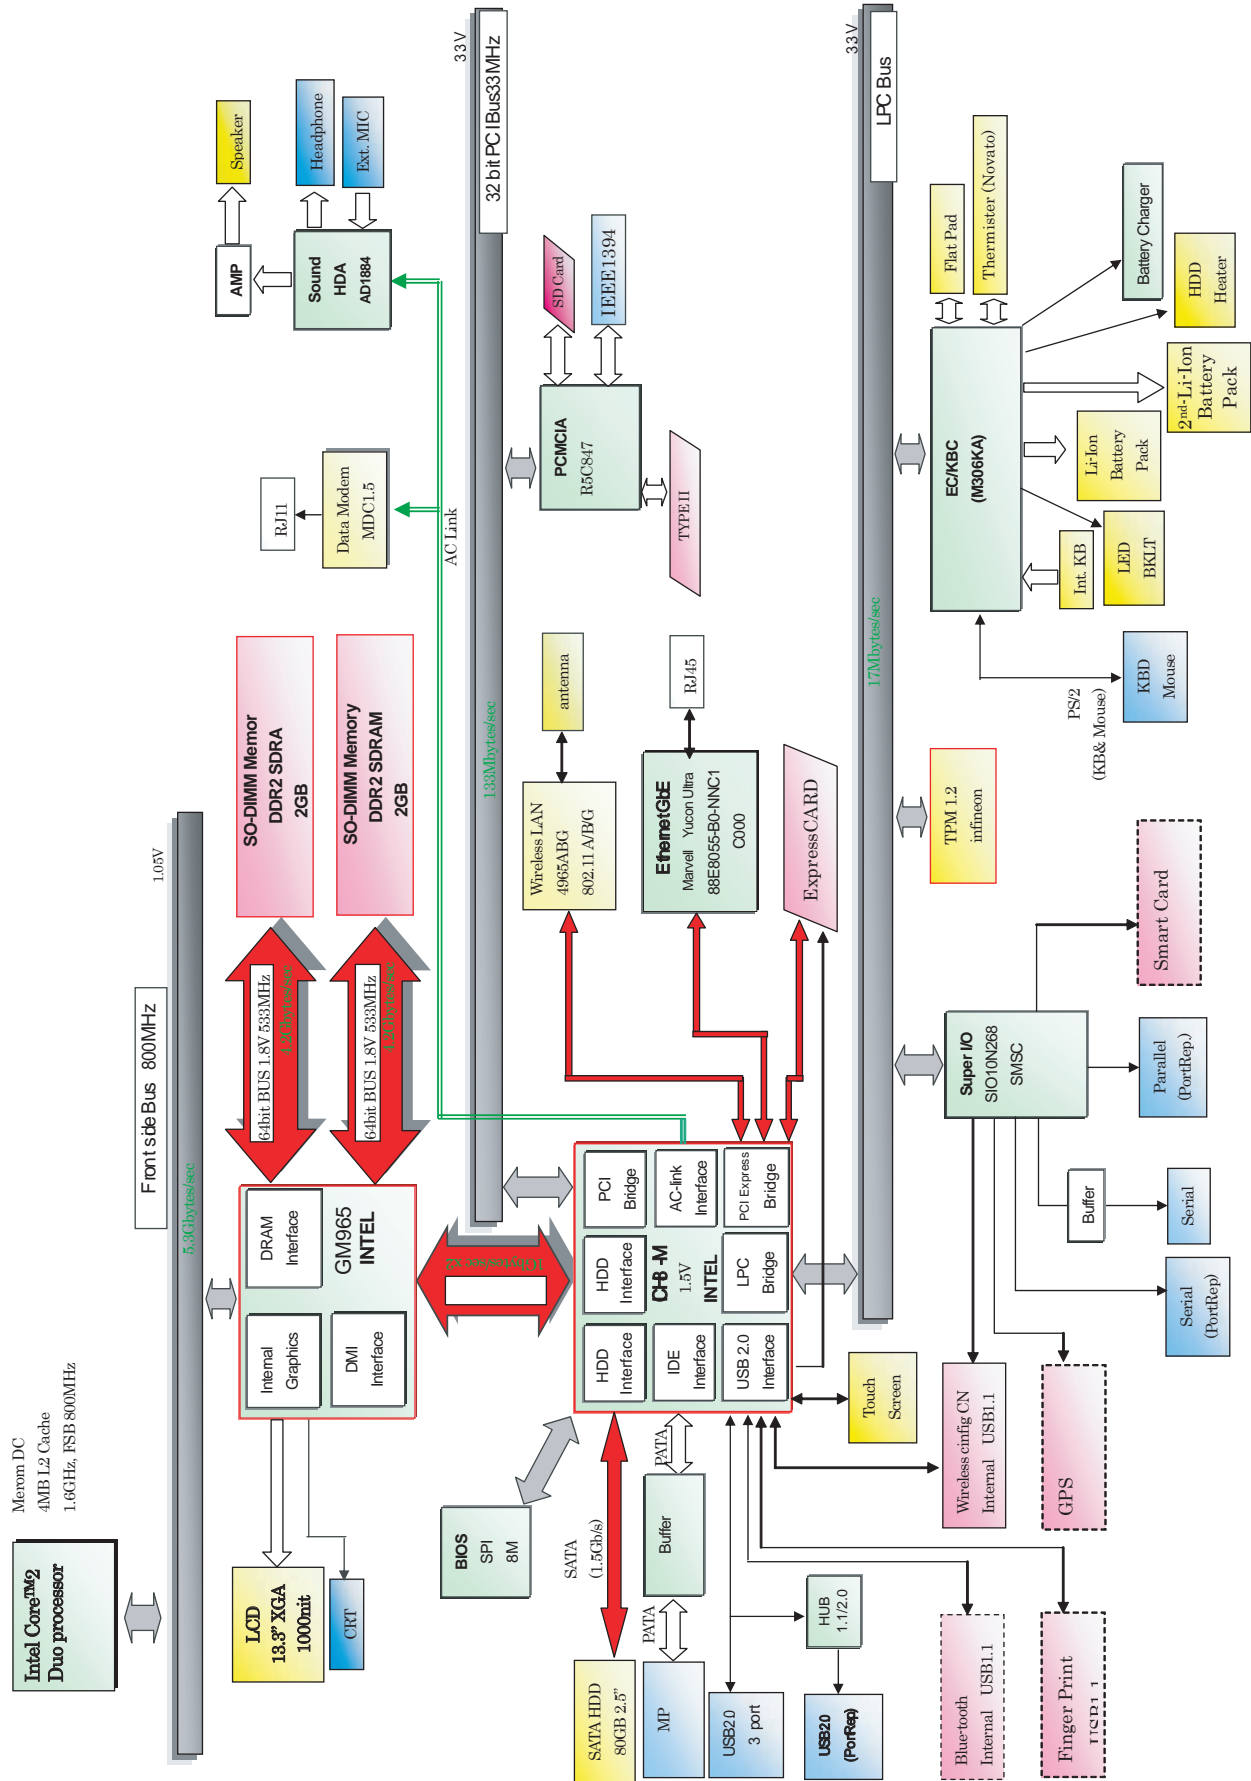 Intel Core™2
Duo processor
Merom DC
4MB L2 Cache
1.6GHz, FSB 800MHz
Front side Bus 800MHz
1.05V
5.3Gbytes/sec
LCD
13.3" XGA
1000nit
CRT
Internal
Graphics
DRAM
Interface
DMI
Interface
GM965
INTEL
64bit BUS 1.8V 533MHz
4.2Gbytes/sec
64bit BUS 1.8V 533MHz
4.2Gbytes/sec
SO-DIMM Memor
DDR2 SDRA
2GB
SO-DIMM Memory
DDR2 SDRAM
2GB
RJ11
Data Modem
MDC1.5
Speaker
AMP
Headphone
Ext. MIC
Sound
HDA
AD1884
AC Link
1Gbytes/sec x2
33V
32 bit PCI Bus33MHz
133Mbytes/sec
BIOS
SPI
8M
SATA
(1.5Gb/s)
SATA HDD
80GB 2.5"
PATA
Buffer
PATA
MP
USB2.0
3 port
HUB
1.1/2.0
USB2.0
(PortRep)
HDD
Interface
HDD
Interface
PCI
Bridge
IDE
Interface
CH8 -M
1.5V
INTEL
AC-link
Interface
USB 2.0
Interface
LPC
Bridge
PCI Express
Bridge
Wireless LAN
4965ABG
802.11 A/B/G
antenna
Ethernet GbE
Marvell Yucon Ultra
88E8055-B0-NNC1
C000
RJ45
ExpressCARD
PCMCIA
R5C847
SD Card
IEEE1394
TYPE II
33V
LPC Bus
17Mbytes/sec
Touch
Screen
Wireless cinfig CN
Internal USB1.1
Blue-tooth
Internal USB1.1
Finger Print
USB1.1
GPS
Super I/O
SIO10N268
SMSC
Buffer
Serial
Serial
(PortRep)
Parallel
(PortRep.)
Smart Card
TPM 1.2
infineon
PS/2
(KB& Mouse)
KBD
Mouse
EC/KBC
(M306KA)
Flat Pad
Thermister (Novato)
Int. KB
LED
BKLT
Li-Ion
Battery
Pack
2nd-Li-Ion
Battery
Pack
HDD
Heater
Battery Charger